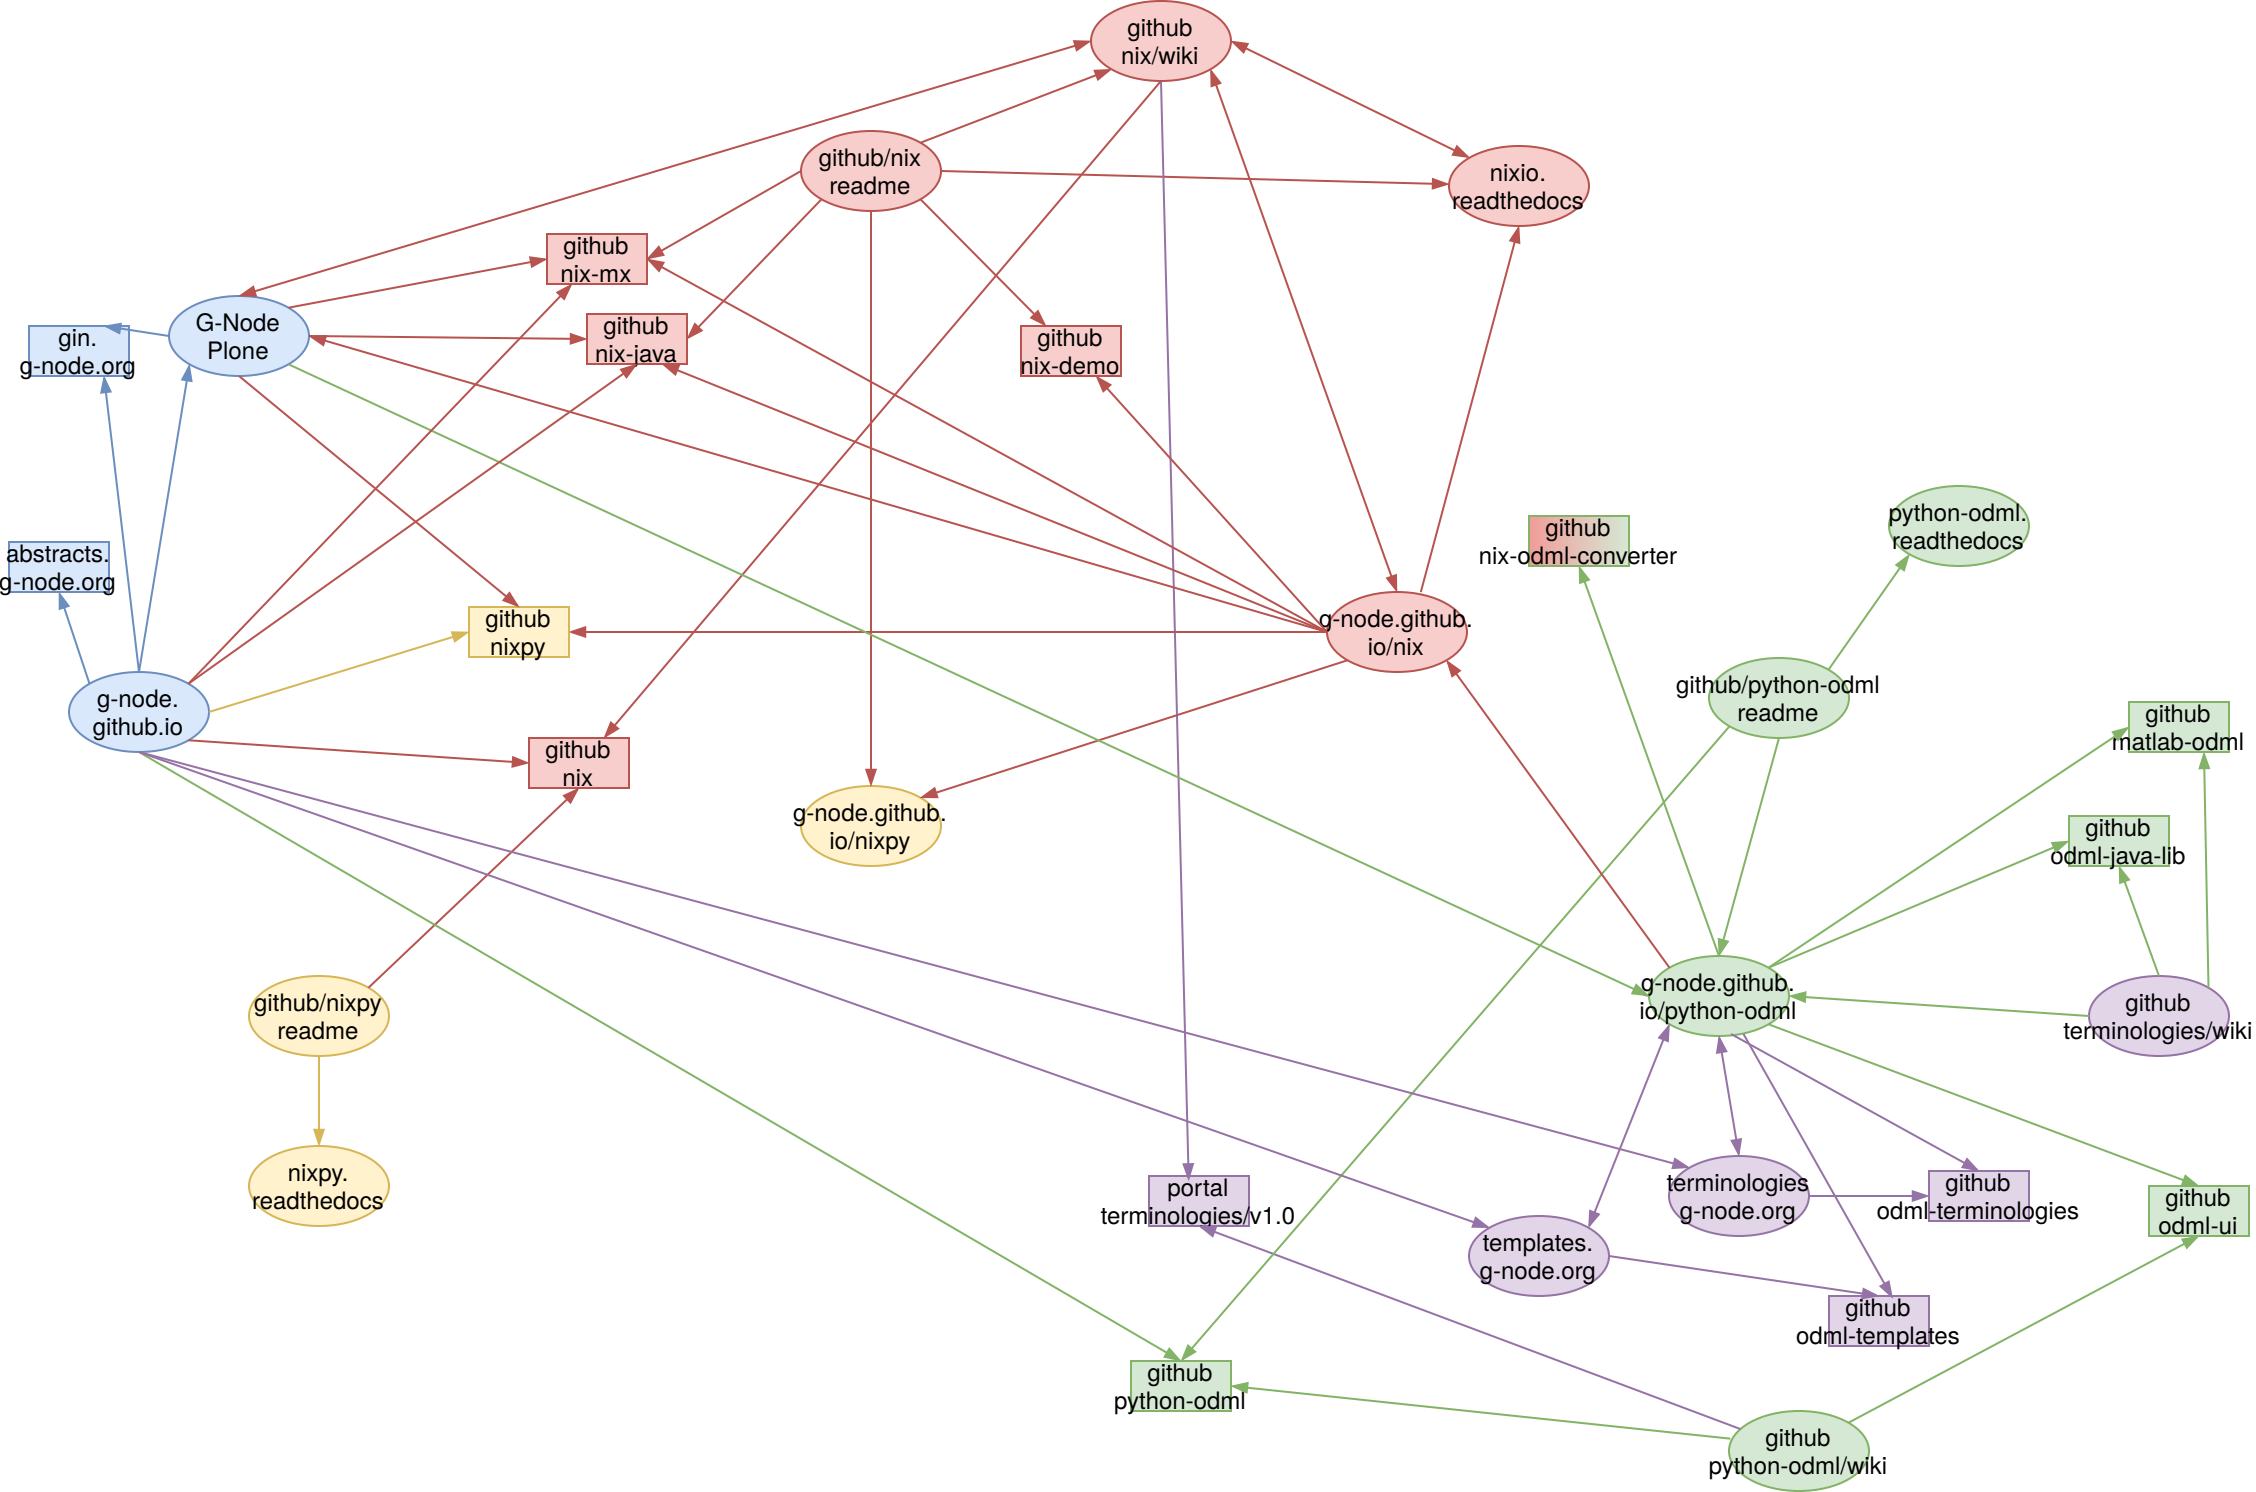 github
nix/wiki
github/nix
readme
nixio.
readthedocs
github
nix-mx
G-Node
Plone
github
nix-java
gin.
g-node.org
github
nix-demo
python-odml.
readthedocs
github
nix-odml-converter
abstracts.
g-node.org
github
nixpy
g-node.github.
io/nix
github/python-odml
readme
g-node.
github.io
github
matlab-odml
github
nix
g-node.github.
io/nixpy
github
odml-java-lib
g-node.github.
io/python-odml
github/nixpy
readme
github
terminologies/wiki
nixpy.
readthedocs
portal
terminologies/v1.0
terminologies
g-node.org
github
odml-terminologies
github
odml-ui
templates.
g-node.org
github
odml-templates
github
python-odml
github
python-odml/wiki